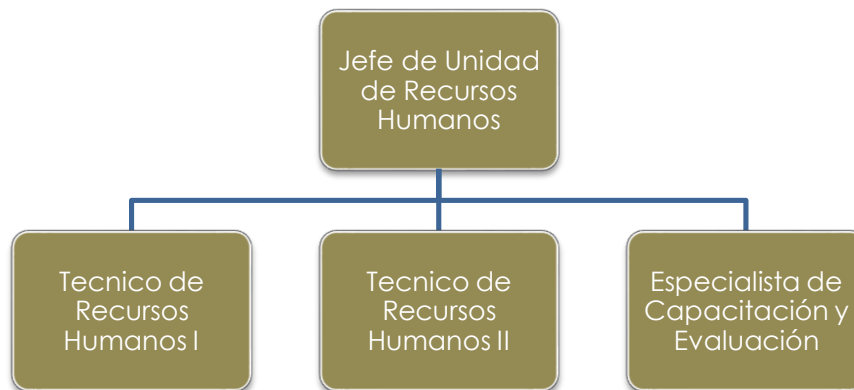 Jefe de Unidad
de Recursos
Humanos
Tecnico de
Recursos
Humanos I
Tecnico de
Recursos
Humanos II
Especialista de
Capacitación y
Evaluación